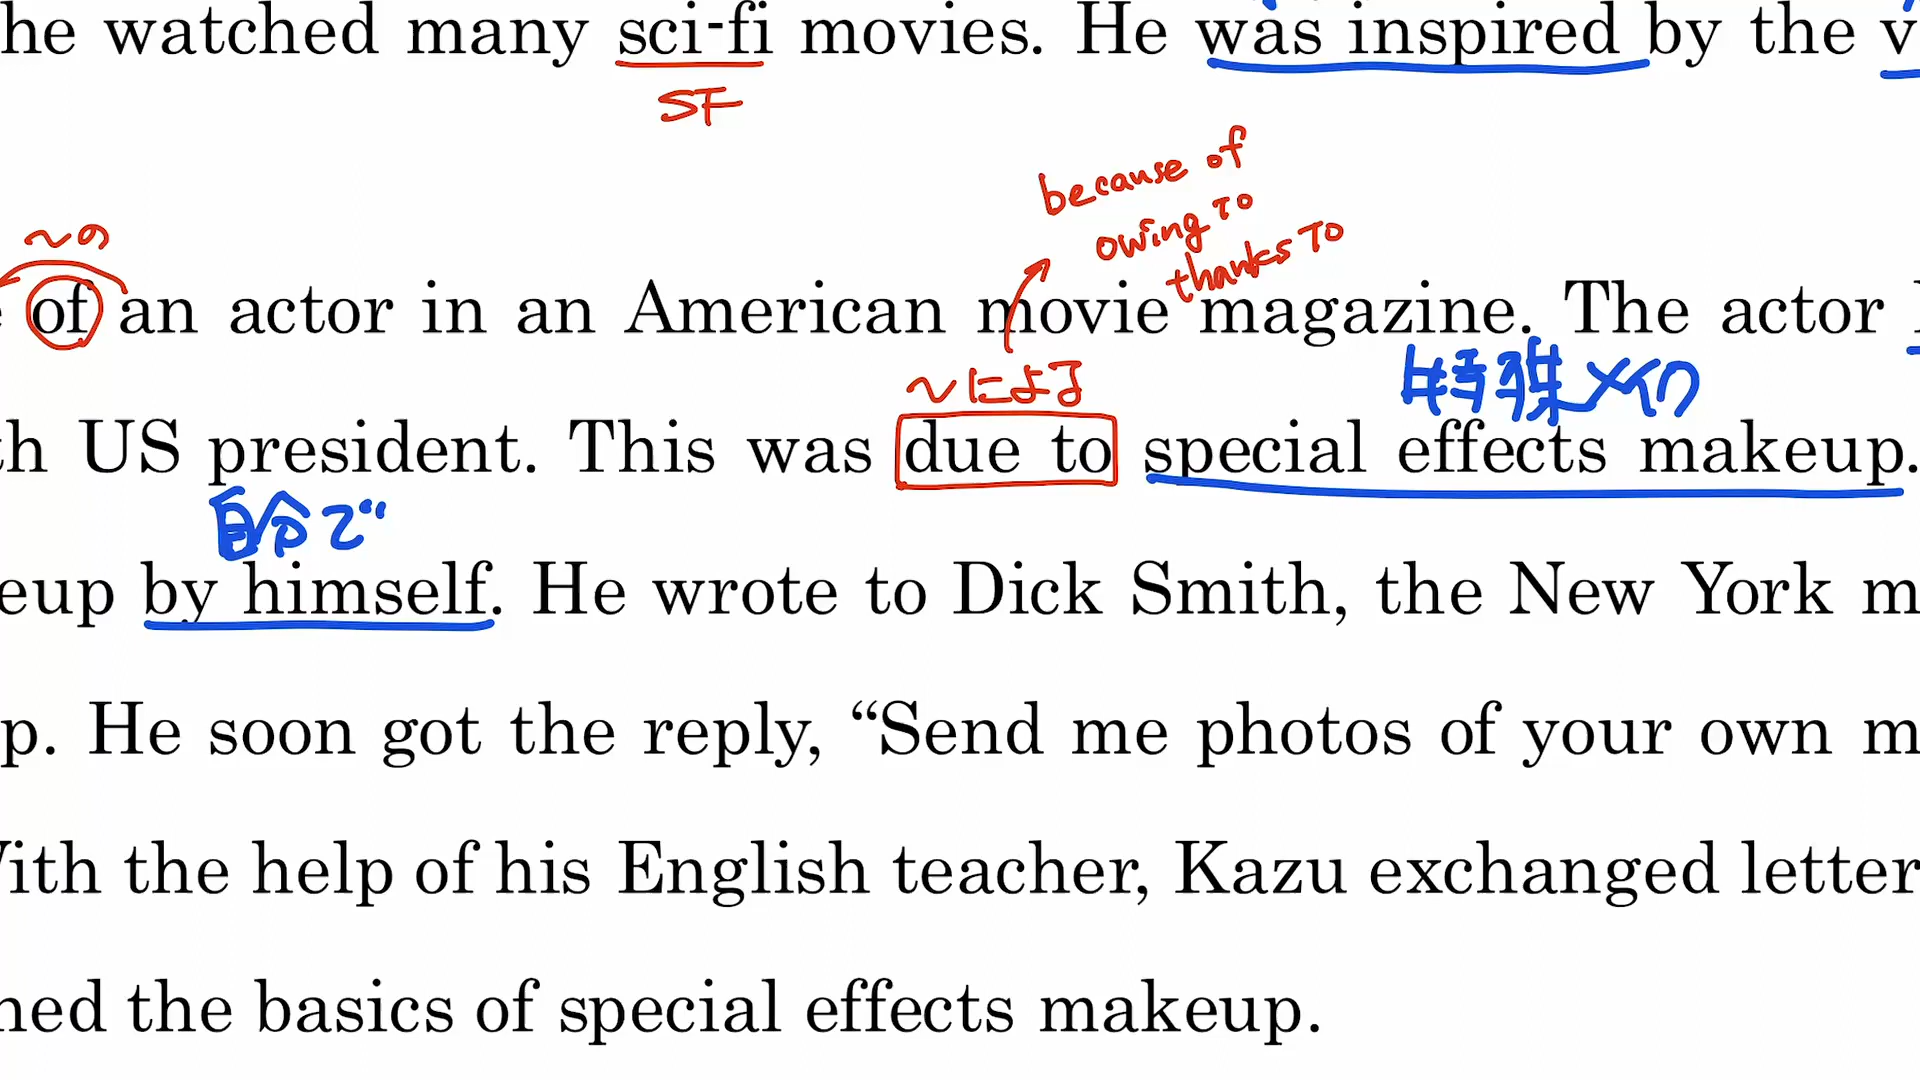 he watched many sci-fi movies. He was inspired by the
SF
because of
owing to
thanks to
〜の
of an actor in an American movie magazine. The actor
〜による
特殊メイク
US president. This was due to special effects makeup.
自分で
by himself. He wrote to Dick Smith, the New York
He soon got the reply, “Send me photos of your own
the help of his English teacher, Kazu exchanged
the basics of special effects makeup.